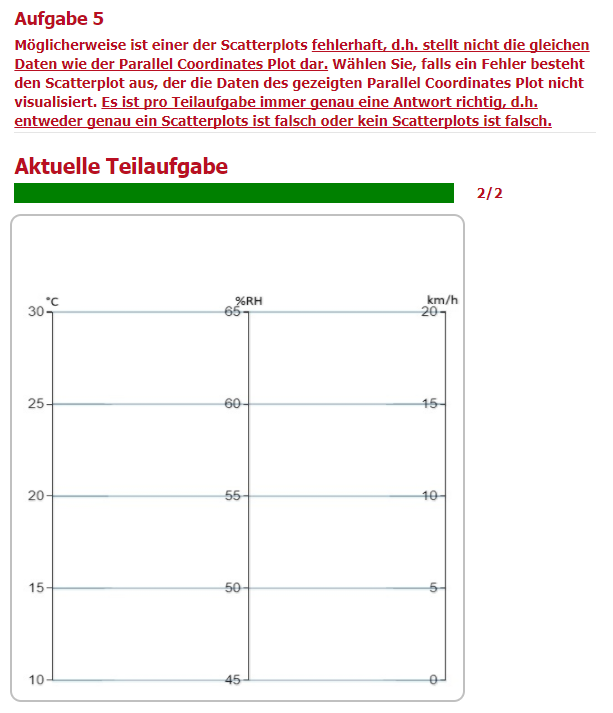 Aufgabe 5
Möglicherweise ist einer der Scatterplots fehlerhaft, d.h. stellt nicht die gleichen
Daten wie der Parallel Coordinates Plot dar. Wählen Sie, falls ein Fehler besteht
den Scatterplot aus, der die Daten des gezeigten Parallel Coordinates Plot nicht
visualisiert. Es ist pro Teilaufgabe immer genau eine Antwort richtig, d.h.
entweder genau ein Scatterplots ist falsch oder kein Scatterplots ist falsch.
Aktuelle Teilaufgabe
2/2
°C %RH km/h
30 65 20
25 60 15
20 55 10
15 50 5
10 45 0